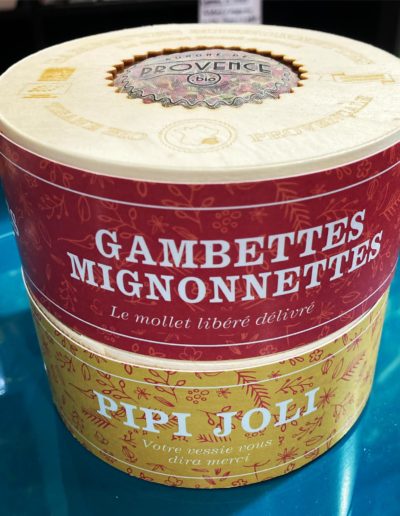 PROVENCE
bio
GAMBETTES
MIGNONNETTES
Le mollet libéré délivré
PIPI JOLI
Votre vessie vous
dira merci